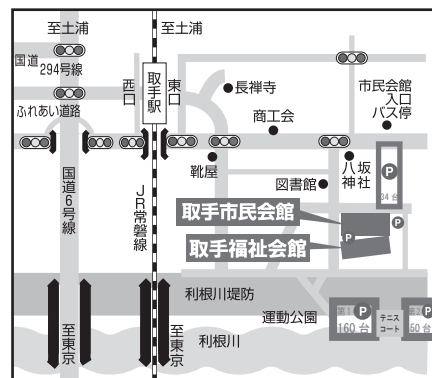 至土浦
至土浦
国道
294号線
ふれあい道路
西口
取手駅
東口
長禅寺
商工会
市民会館
入口
バス停
国道6号線
JR常磐線
靴屋
図書館
八坂
神社
P
34台
取手市民会館
P
取手福祉会館
P
利根川堤防
運動公園
利根川
至東京
至東京
第1
P
160台
テニス
コート
第2
P
50台